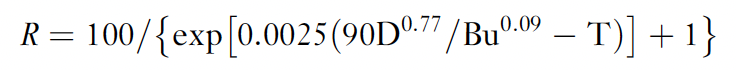 R = 100/{exp[0.0025(90D^0.77/Bu^0.09 − T)] + 1}